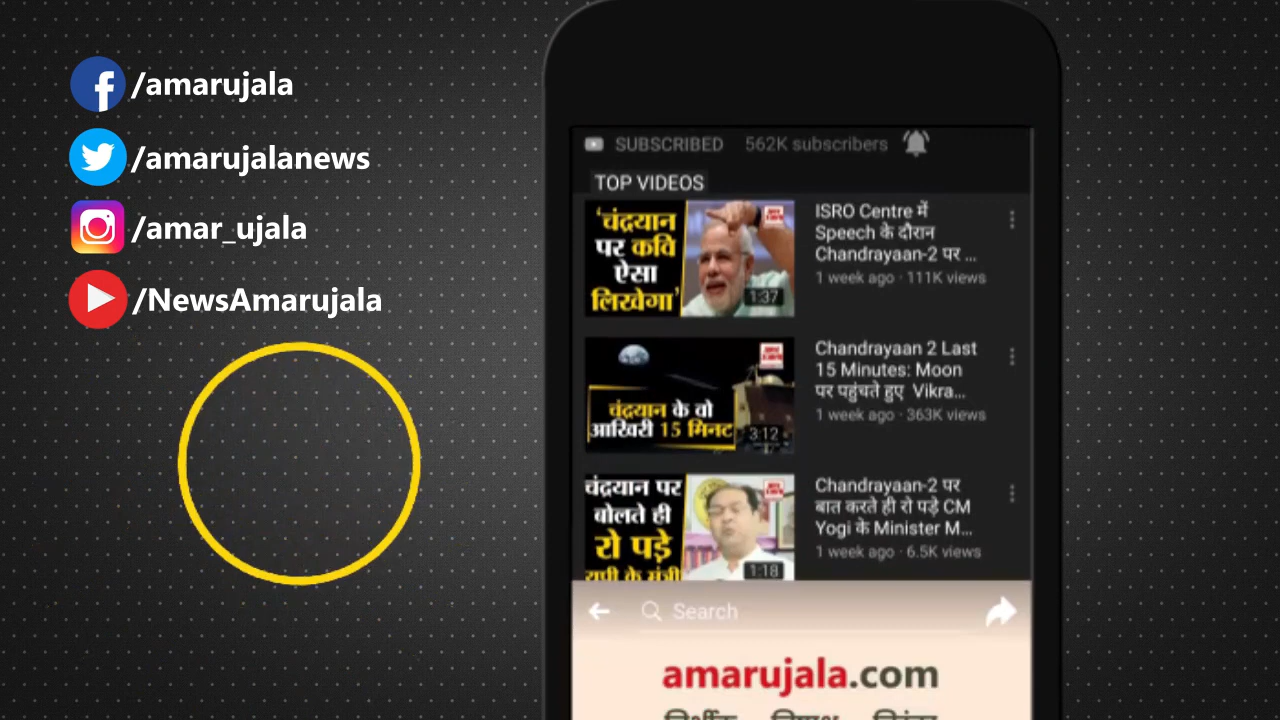 /amarujala
/amarujalanews
/amar_ujala
/NewsAmarujala
SUBSCRIBED 562K subscribers
TOP VIDEOS
'चंद्रयान
पर कवि
ऐसा
लिखेगा'
1:37
ISRO Centre में
Speech के दौरान
Chandrayaan-2 पर ...
1 week ago · 111K views
चंद्रयान के वो
आखिरी 15 मिनट
3:12
Chandrayaan 2 Last
15 Minutes: Moon
पर पहुंचते हुए Vikra...
1 week ago · 363K views
चंद्रयान पर
बोलते ही
रो पड़े
यूपी के मंत्री
1:18
Chandrayaan-2 पर
बात करते ही रो पड़े CM
Yogi के Minister M...
1 week ago · 6.5K views
Search
amarujala.com